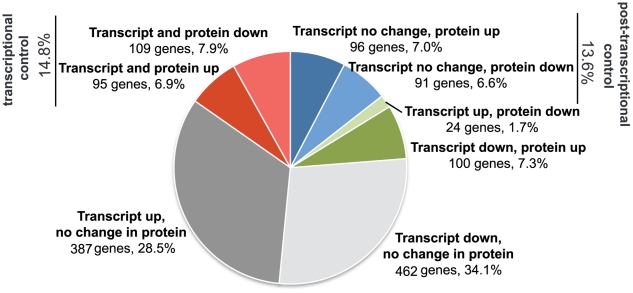 transcriptional
control
14.8%
Transcript and protein down
109 genes, 7.9%
Transcript and protein up
95 genes, 6.9%
Transcript no change, protein up
96 genes, 7.0%
Transcript no change, protein down
91 genes, 6.6%
post-transcriptional
control
13.6%
Transcript up, protein down
24 genes, 1.7%
Transcript down, protein up
100 genes, 7.3%
Transcript up,
no change in protein
387 genes, 28.5%
Transcript down,
no change in protein
462 genes, 34.1%